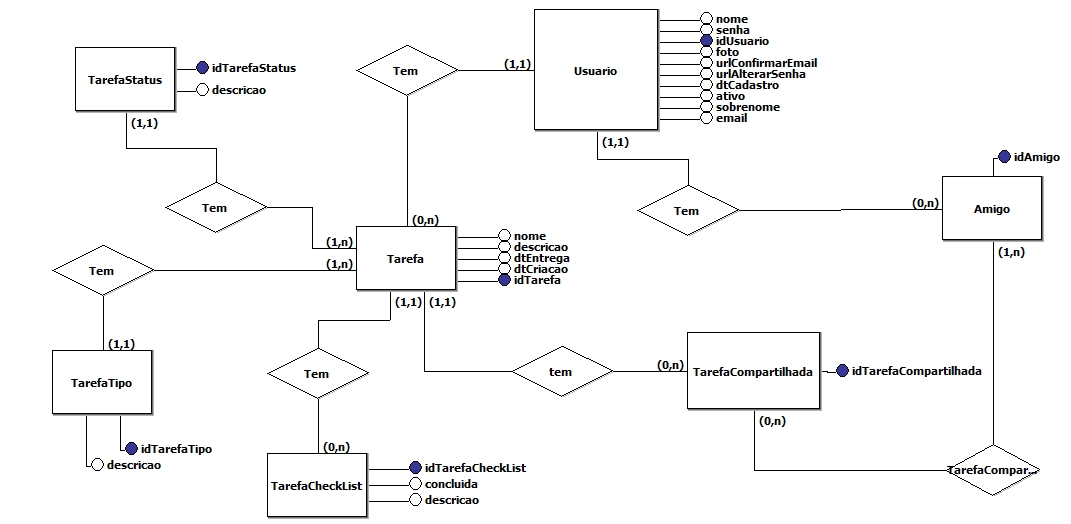 nome
senha
idUsuario
foto
urlConfirmarEmail
urlAlterarSenha
dtCadastro
ativo
sobrenome
email
Usuario
(1,1)
(1,1)
Tem
TarefaStatus
idTarefaStatus
descricao
(1,1)
Tem
(0,n)
(1,n)
(1,n)
Tarefa
nome
descricao
dtEntrega
dtCriacao
idTarefa
(1,1)
(1,1)
Tem
(0,n)
idAmigo
Amigo
(1,n)
Tem
(1,1)
TarefaTipo
idTarefaTipo
descricao
Tem
(0,n)
TarefaCheckList
idTarefaCheckList
concluida
descricao
tem
(0,n)
TarefaCompartilhada
idTarefaCompartilhada
(0,n)
TarefaCompar...